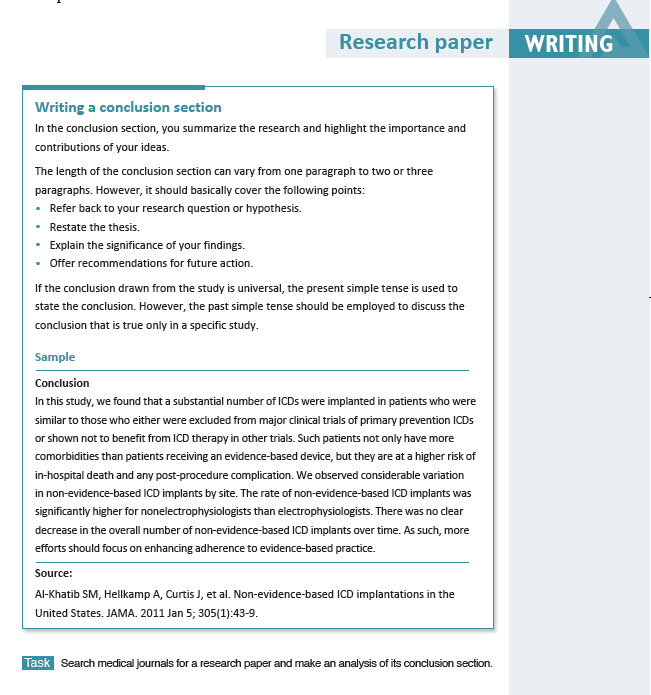 Research paper WRITING
Writing a conclusion section
In the conclusion section, you summarize the research and highlight the importance and
contributions of your ideas.
The length of the conclusion section can vary from one paragraph to two or three
paragraphs. However, it should basically cover the following points:
• Refer back to your research question or hypothesis.
• Restate the thesis.
• Explain the significance of your findings.
• Offer recommendations for future action.
If the conclusion drawn from the study is universal, the present simple tense is used to
state the conclusion. However, the past simple tense should be employed to discuss the
conclusion that is true only in a specific study.
Sample
Conclusion
In this study, we found that a substantial number of ICDs were implanted in patients who were
similar to those who either were excluded from major clinical trials of primary prevention ICDs
or shown not to benefit from ICD therapy in other trials. Such patients not only have more
comorbidities than patients receiving an evidence-based device, but they are at a higher risk of
in-hospital death and any post-procedure complication. We observed considerable variation
in non-evidence-based ICD implants by site. The rate of non-evidence-based ICD implants was
significantly higher for nonelectrophysiologists than electrophysiologists. There was no clear
decrease in the overall number of non-evidence-based ICD implants over time. As such, more
efforts should focus on enhancing adherence to evidence-based practice.
Source:
Al-Khatib SM, Hellkamp A, Curtis J, et al. Non-evidence-based ICD implantations in the
United States. JAMA. 2011 Jan 5; 305(1):43-9.
Task Search medical journals for a research paper and make an analysis of its conclusion section.